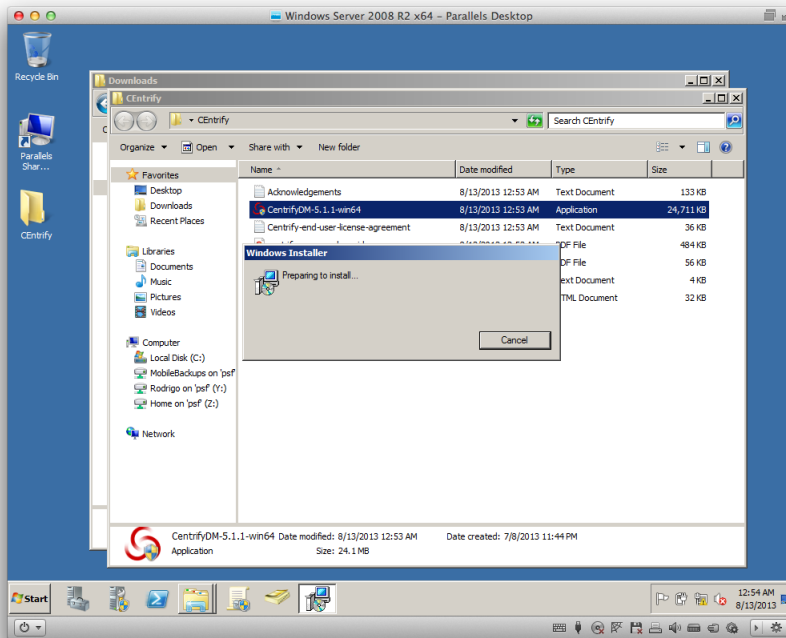 Windows Server 2008 R2 x64 - Parallels Desktop
Recycle Bin
Parallels
Shar...
CEntrify
Downloads
CEntrify
CEntrify
Search CEntrify
Organize Open Share with New folder
Favorites
Desktop
Downloads
Recent Places
Libraries
Documents
Music
Pictures
Videos
Computer
Local Disk (C:)
MobileBackups on 'psf
Rodrigo on 'psf' (Y:)
Home on 'psf' (Z:)
Network
Name Date modified Type Size
Acknowledgements 8/13/2013 12:53 AM Text Document 133 KB
CentrifyDM-5.1.1-win64 8/13/2013 12:53 AM Application 24,711 KB
Centrify-end-user-license-agreement 8/13/2013 12:53 AM Text Document 36 KB
PDF File 484 KB
DF File 56 KB
ext Document 4 KB
TML Document 32 KB
Windows Installer
Preparing to install...
Cancel
CentrifyDM-5.1.1-win64 Date modified: 8/13/2013 12:53 AM Date created: 7/8/2013 11:44 PM
Application Size: 24.1 MB
Start
12:54 AM
8/13/2013